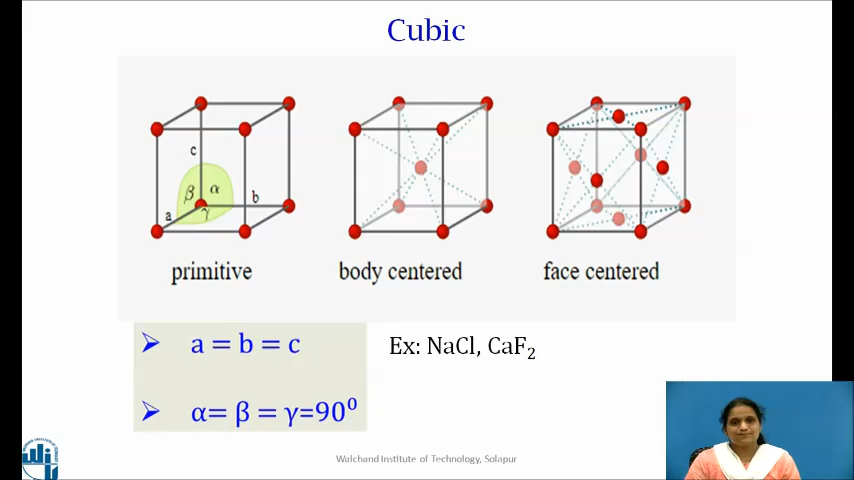 Cubic
c
β α
b
a
γ
primitive
body centered
face centered
➢ a = b = c
Ex: NaCl, CaF₂
➢ α= β = γ=90⁰
Walchand Institute of Technology, Solapur